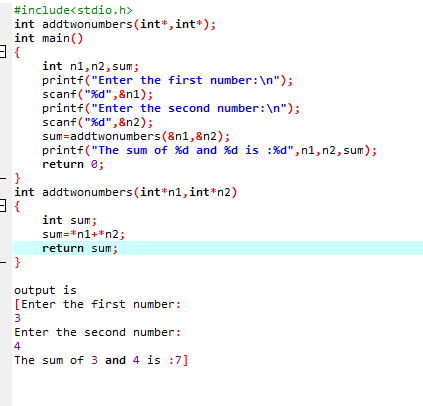 #include<stdio.h>
int addtwonumbers(int*,int*);
int main()
{
    int n1,n2,sum;
    printf("Enter the first number:\n");
    scanf("%d",&n1);
    printf("Enter the second number:\n");
    scanf("%d",&n2);
    sum=addtwonumbers(&n1,&n2);
    printf("The sum of %d and %d is :%d",n1,n2,sum);
    return 0;
}
int addtwonumbers(int*n1,int*n2)
{
    int sum;
    sum=*n1+*n2;
    return sum;
}

output is
[Enter the first number:
3
Enter the second number:
4
The sum of 3 and 4 is :7]